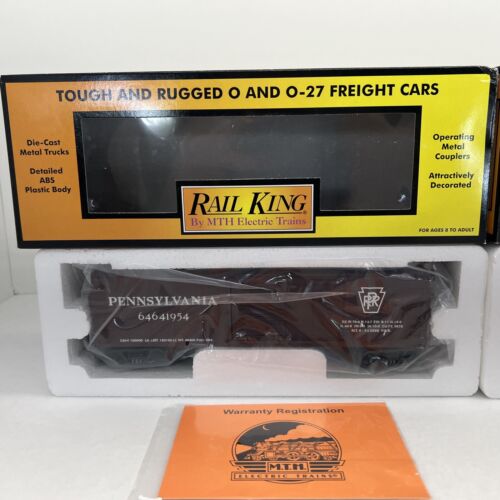 TOUGH AND RUGGED O AND O-27 FREIGHT CARS
Die-Cast
Metal Trucks
Detailed
ABS
Plastic Body
Operating
Metal
Couplers
Attractively
Decorated
RAIL KING
By MTH Electric Trains
FOR AGES 8 TO ADULT
PENNSYLVANIA
64641954
PRR
Warranty Registration
M.T.H.
ELECTRIC TRAINS